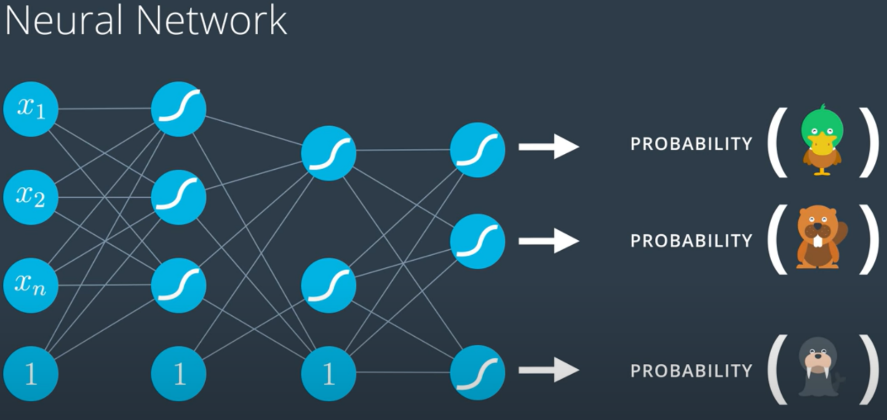 Neural Network
x₁
x₂
xₙ
1
1
1
PROBABILITY ( )
PROBABILITY ( )
PROBABILITY ( )